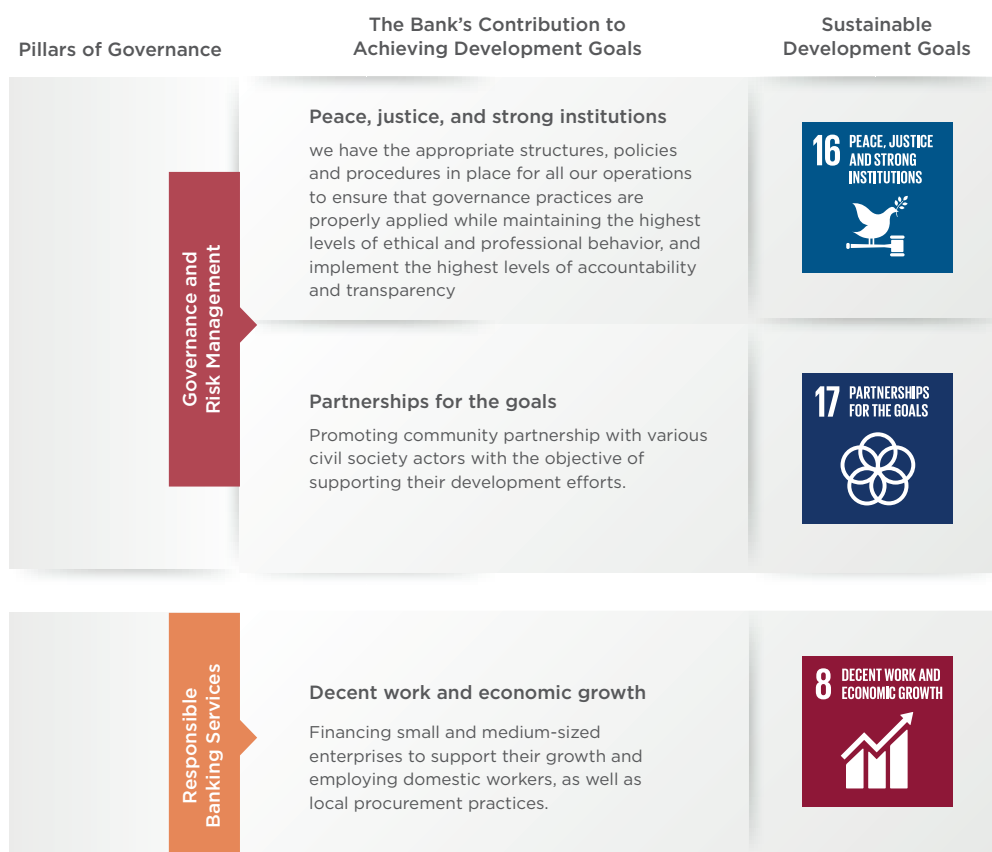 Pillars of Governance
The Bank's Contribution to
Achieving Development Goals
Sustainable
Development Goals
Governance and
Risk Management
Peace, justice, and strong institutions
we have the appropriate structures, policies
and procedures in place for all our operations
to ensure that governance practices are
properly applied while maintaining the highest
levels of ethical and professional behavior, and
implement the highest levels of accountability
and transparency
16 PEACE, JUSTICE
AND STRONG
INSTITUTIONS
Partnerships for the goals
Promoting community partnership with various
civil society actors with the objective of
supporting their development efforts.
17 PARTNERSHIPS
FOR THE GOALS
Responsible
Banking Services
Decent work and economic growth
Financing small and medium-sized
enterprises to support their growth and
employing domestic workers, as well as
local procurement practices.
8 DECENT WORK AND
ECONOMIC GROWTH